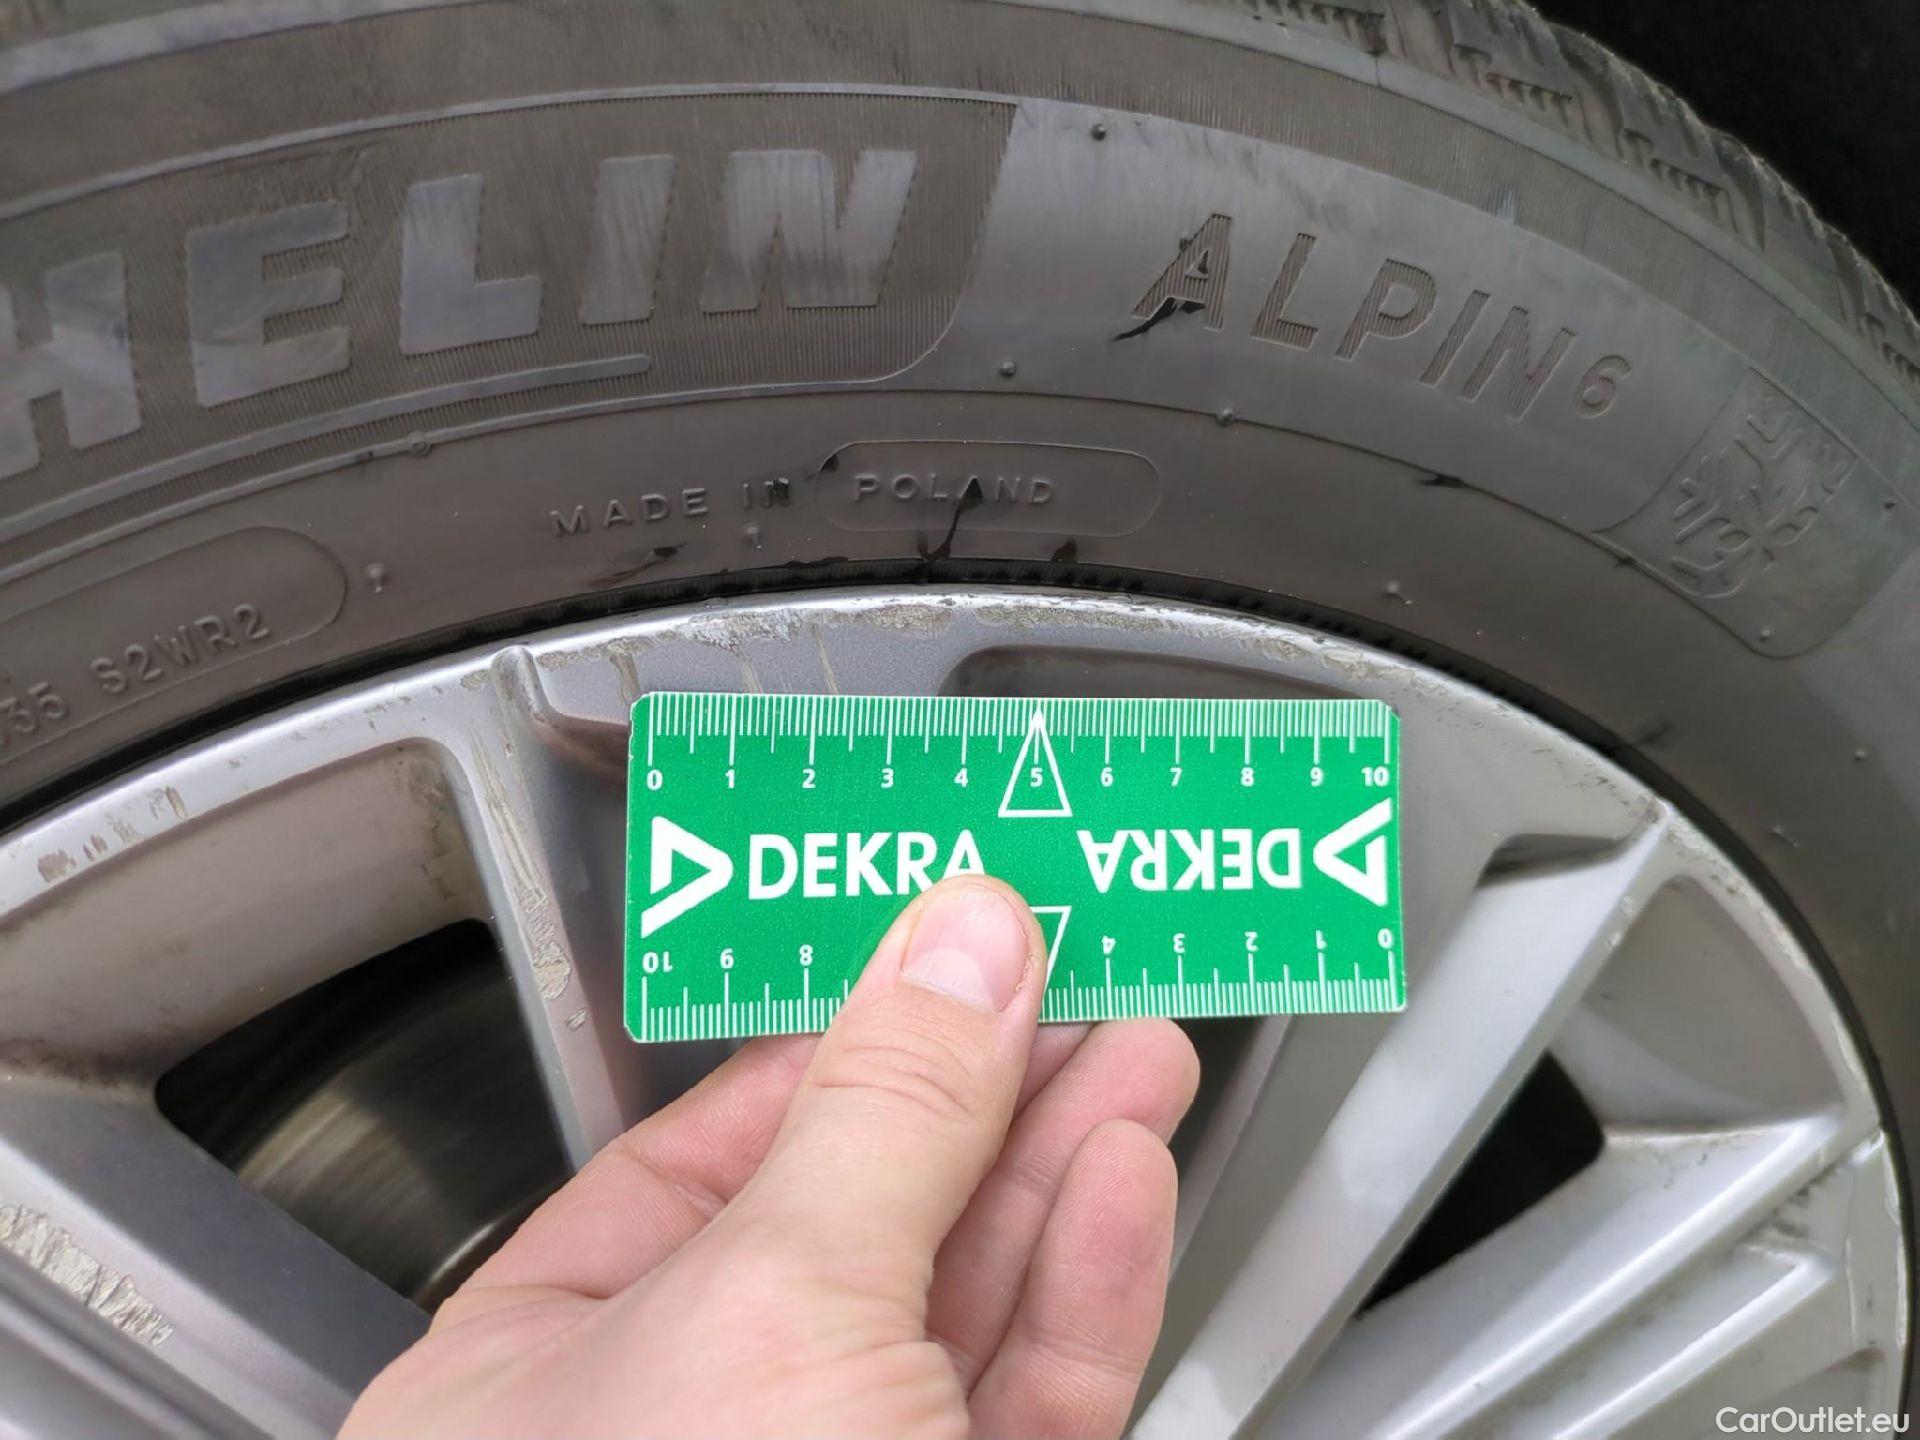 HELIN
ALPIN 6
MADE IN POLAND
35 S2WR2
0 1 2 3 4 5 6 7 8 9 10
DEKRA DEKRA
10 9 8 4 3 2 1 0
CarOutlet.eu